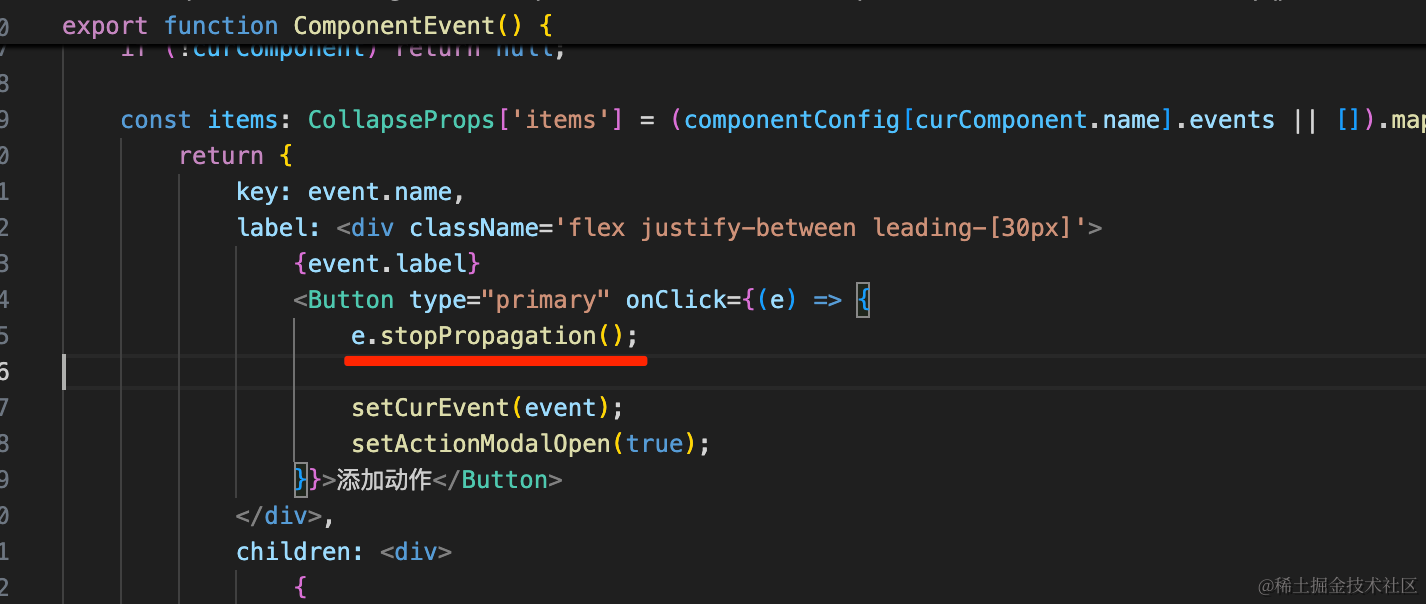 export function ComponentEvent() {
if (!curComponent) return null;
8
9 const items: CollapseProps['items'] = (componentConfig[curComponent.name].events || []).map
0 return {
1 key: event.name,
2 label: <div className='flex justify-between leading-[30px]'>
3 {event.label}
4 <Button type="primary" onClick={(e) => {
5 e.stopPropagation();
6
7 setCurEvent(event);
8 setActionModalOpen(true);
9 }}>添加动作</Button>
0 </div>,
1 children: <div>
2 {
@稀土掘金技术社区